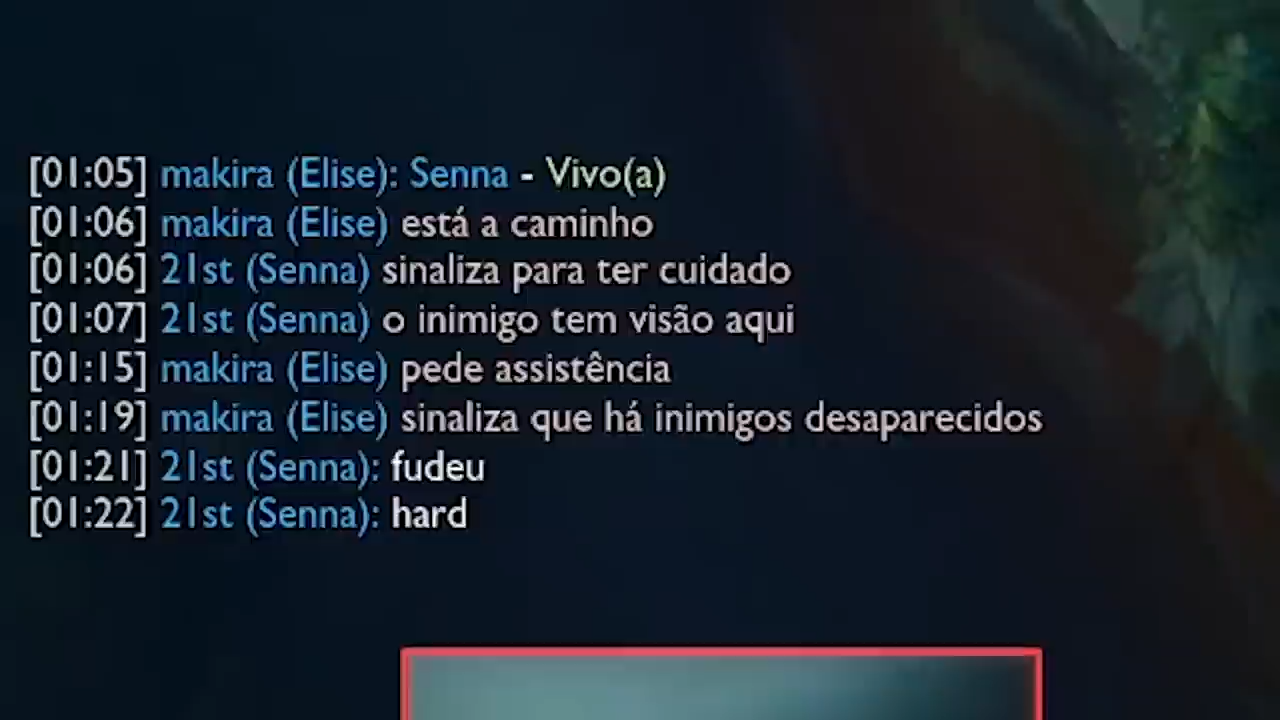 [01:05] makira (Elise): Senna - Vivo(a)
[01:06] makira (Elise) está a caminho
[01:06] 21st (Senna) sinaliza para ter cuidado
[01:07] 21st (Senna) o inimigo tem visão aqui
[01:15] makira (Elise) pede assistência
[01:19] makira (Elise) sinaliza que há inimigos desaparecidos
[01:21] 21st (Senna): fudeu
[01:22] 21st (Senna): hard